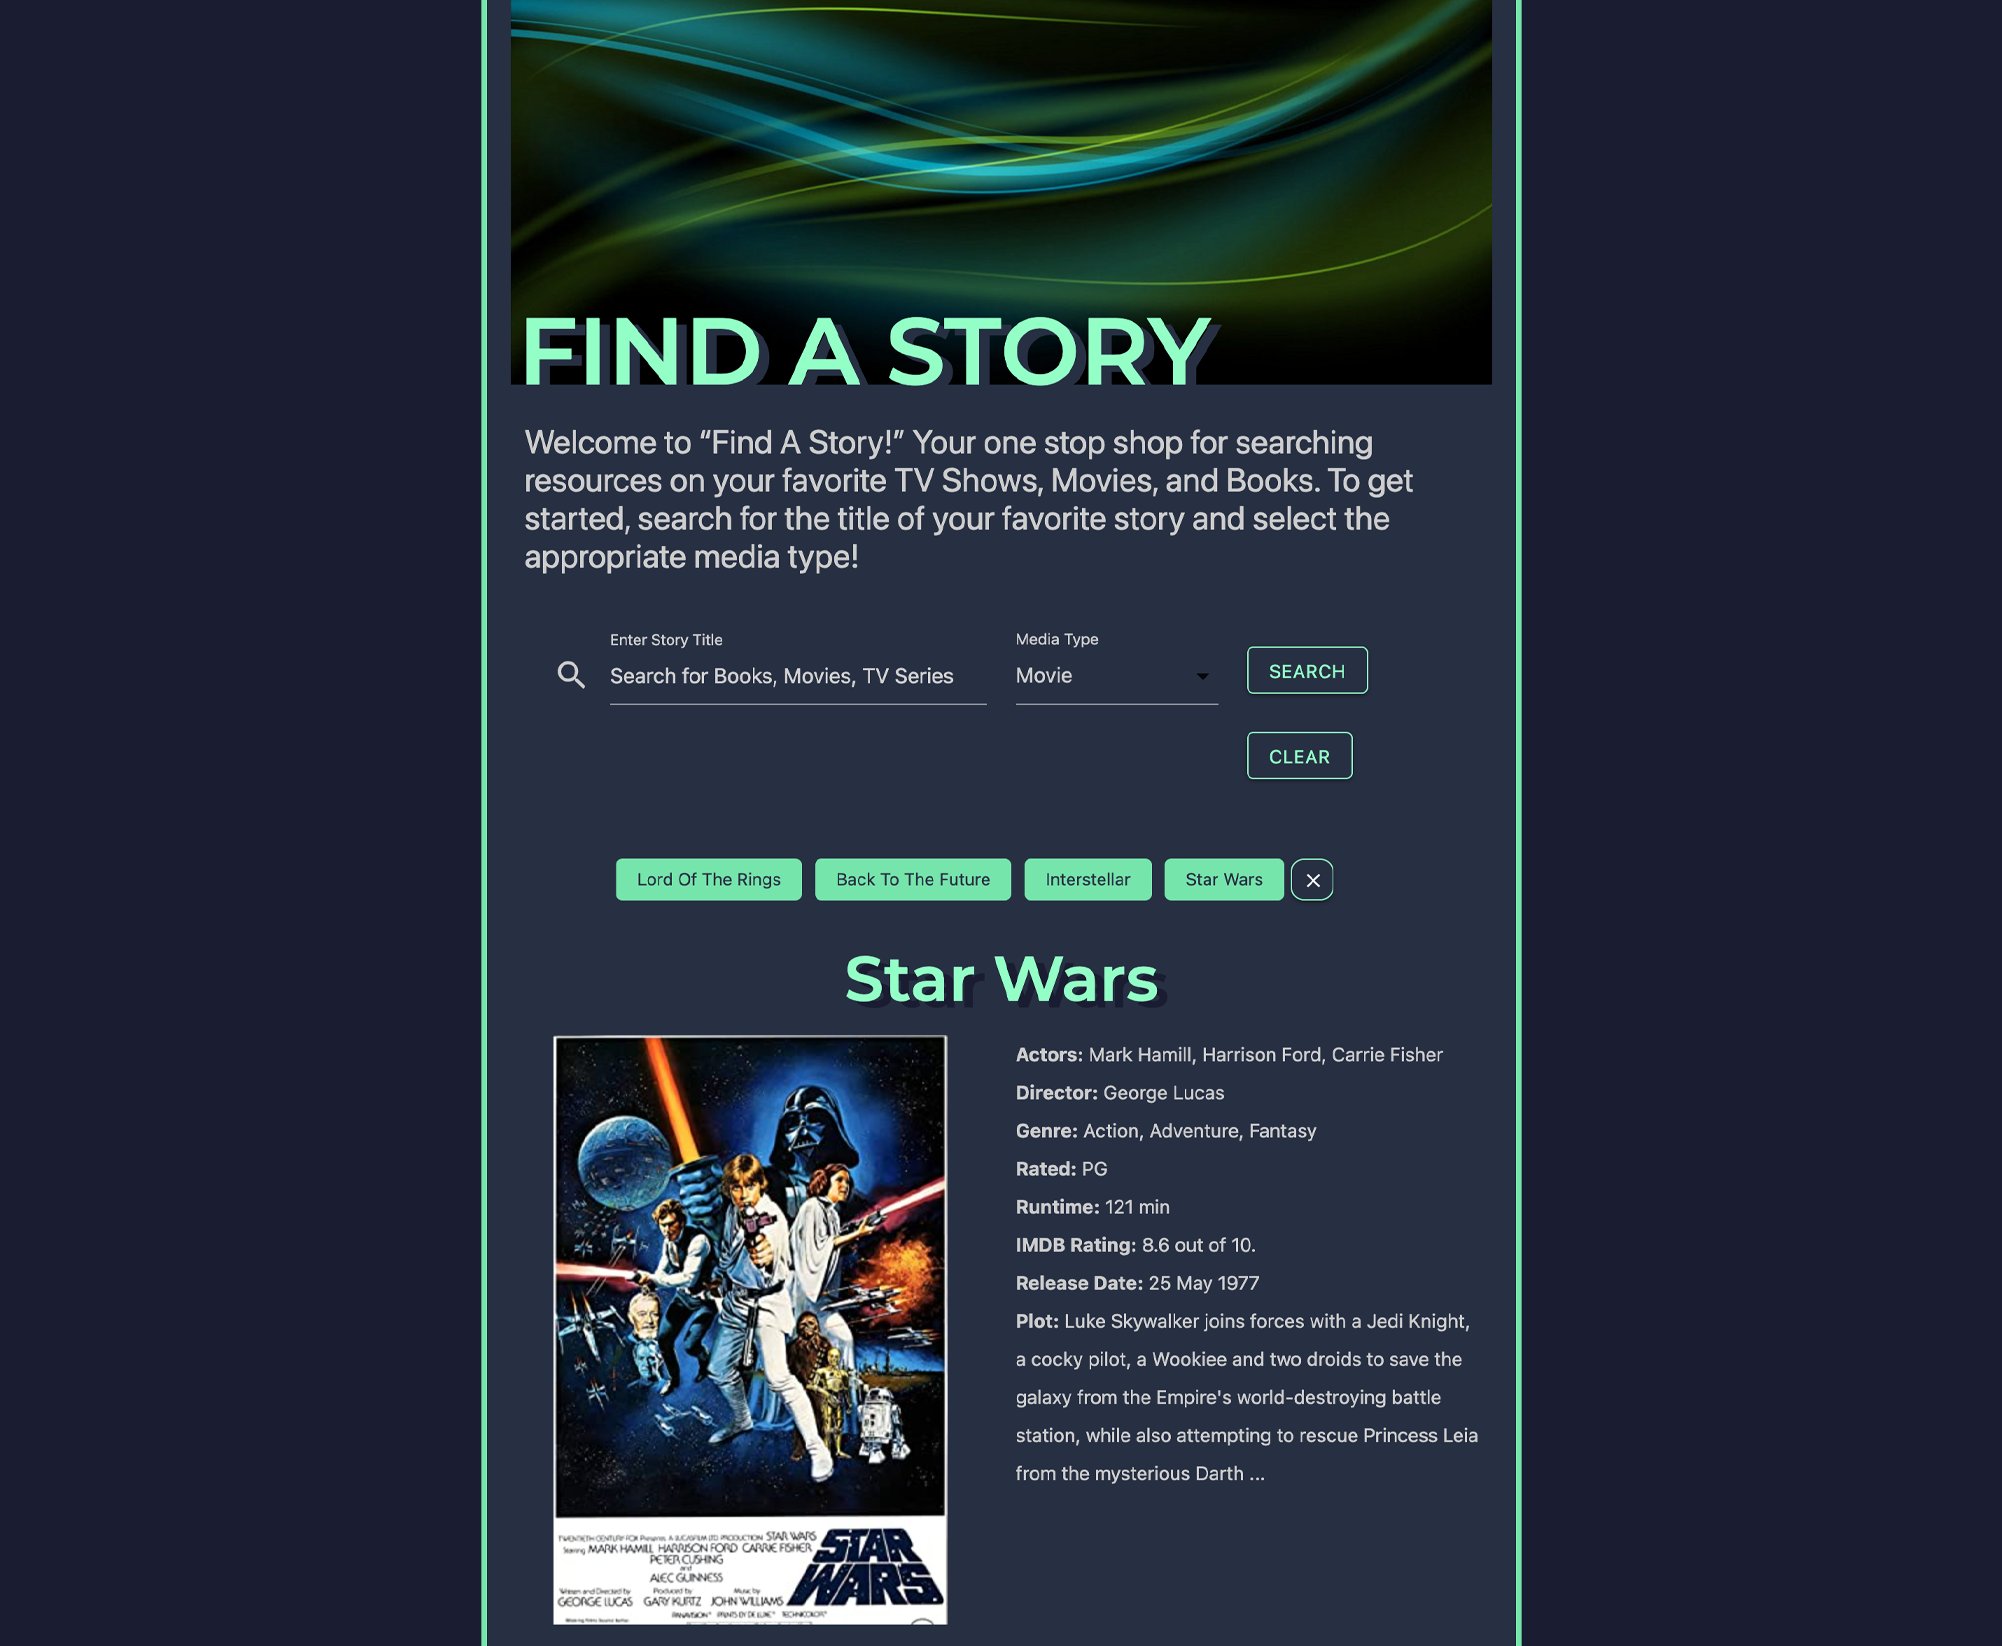 FIND A STORY
Welcome to “Find A Story!” Your one stop shop for searching
resources on your favorite TV Shows, Movies, and Books. To get
started, search for the title of your favorite story and select the
appropriate media type!
Enter Story Title
Media Type
Search for Books, Movies, TV Series
Movie
SEARCH
CLEAR
Lord Of The Rings
Back To The Future
Interstellar
Star Wars
Star Wars
Actors: Mark Hamill, Harrison Ford, Carrie Fisher
Director: George Lucas
Genre: Action, Adventure, Fantasy
Rated: PG
Runtime: 121 min
IMDB Rating: 8.6 out of 10.
Release Date: 25 May 1977
Plot: Luke Skywalker joins forces with a Jedi Knight,
a cocky pilot, a Wookiee and two droids to save the
galaxy from the Empire's world-destroying battle
station, while also attempting to rescue Princess Leia
from the mysterious Darth ...
TWENTIETH CENTURY FOX Presents A LUCASFILM LTD PRODUCTION STAR WARS
Starring MARK HAMILL HARRISON FORD CARRIE FISHER
PETER CUSHING
and
ALEC GUINNESS
Written and Directed by
GEORGE LUCAS
Produced by
GARY KURTZ
Music by
JOHN WILLIAMS
PANAVISION® PRINTS BY DE LUXE® TECHNICOLOR®
STAR
WARS